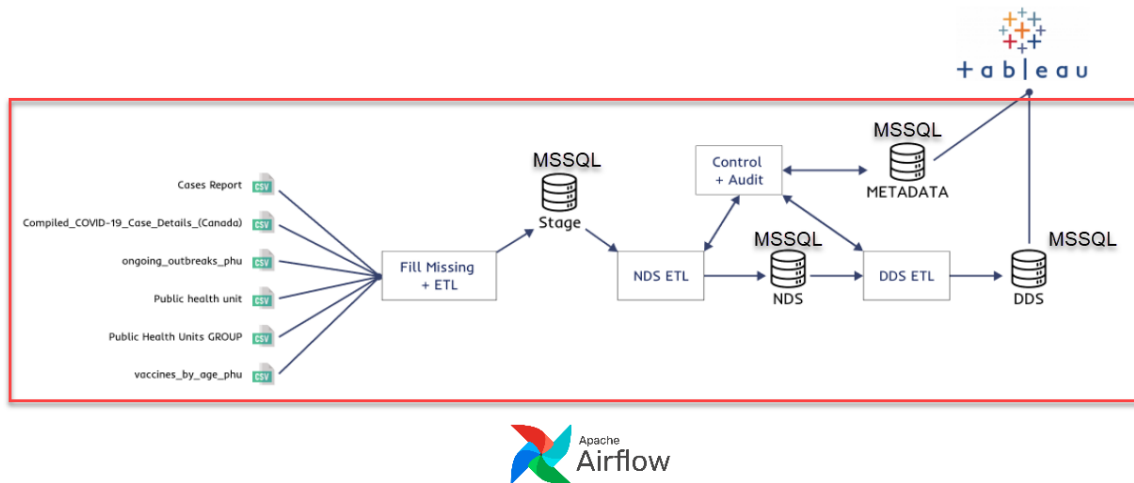 + a b l e a u
MSSQL
Control
+ Audit
METADATA
MSSQL
Stage
Cases Report
CSV
Compiled_COVID-19_Case_Details_(Canada)
CSV
ongoing_outbreaks_phu
CSV
Public health unit
CSV
Public Health Units GROUP
CSV
vaccines_by_age_phu
CSV
Fill Missing
+ ETL
NDS ETL
MSSQL
NDS
DDS ETL
MSSQL
DDS
Apache
Airflow